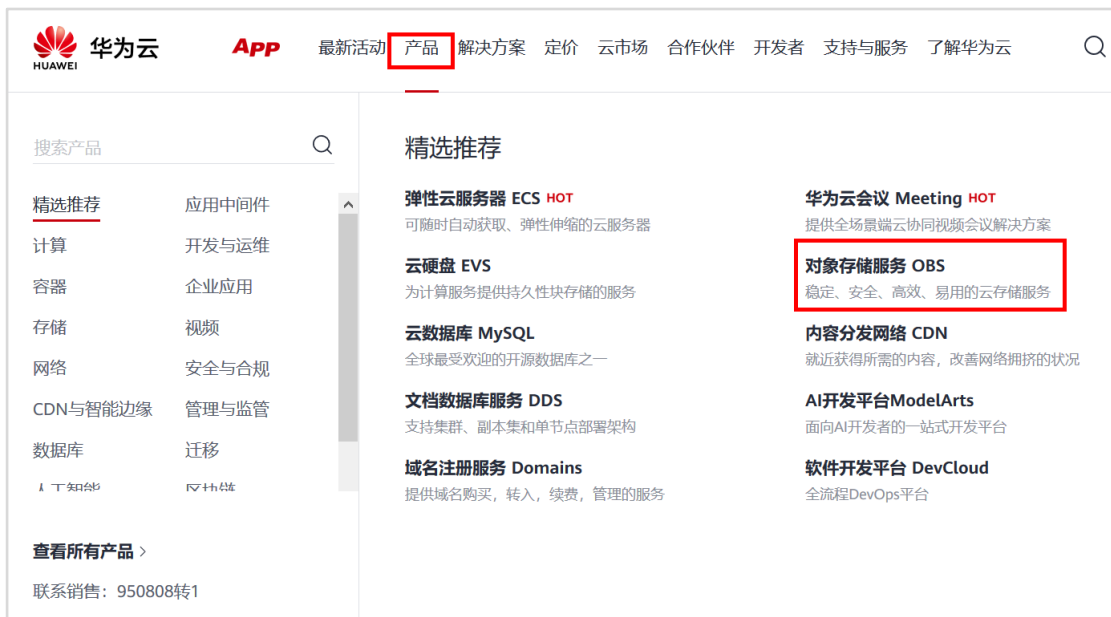 HUAWEI
华为云
APP
最新活动 产品 解决方案 定价 云市场 合作伙伴 开发者 支持与服务 了解华为云
搜索产品
精选推荐 应用中间件
计算 开发与运维
容器 企业应用
存储 视频
网络 安全与合规
CDN与智能边缘 管理与监管
数据库 迁移
人工智能 区块链
查看所有产品 >
联系销售：950808转1
精选推荐
弹性云服务器 ECS HOT
可随时自动获取、弹性伸缩的云服务器
云硬盘 EVS
为计算服务提供持久性块存储的服务
云数据库 MySQL
全球最受欢迎的开源数据库之一
文档数据库服务 DDS
支持集群、副本集和单节点部署架构
域名注册服务 Domains
提供域名购买，转入，续费，管理的服务
华为云会议 Meeting HOT
提供全场景端云协同视频会议解决方案
对象存储服务 OBS
稳定、安全、高效、易用的云存储服务
内容分发网络 CDN
就近获得所需的内容，改善网络拥挤的状况
AI开发平台ModelArts
面向AI开发者的一站式开发平台
软件开发平台 DevCloud
全流程DevOps平台